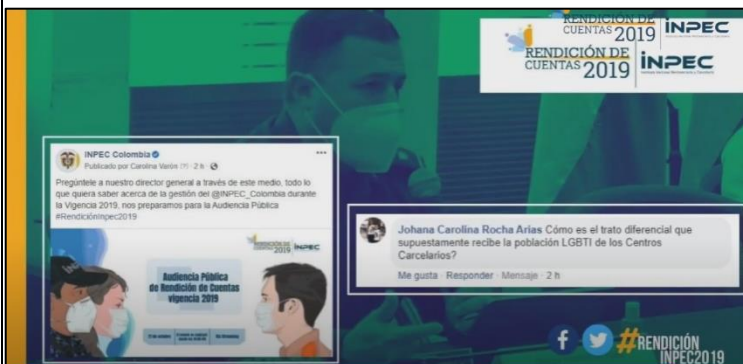 RENDICIÓN DE
CUENTAS 2019
INPEC
RENDICIÓN DE
CUENTAS 2019
INPEC
INPEC Colombia
Publicado por Carolina Varón (?) · 2 h ·
Pregúntele a nuestro director general a través de este medio, todo lo
que quiera saber acerca de la gestión del @INPEC_Colombia durante
la Vigencia 2019, nos preparamos para la Audiencia Pública
#RendiciónInpec2019
RENDICIÓN DE
CUENTAS 2019
INPEC
Audiencia Pública
de Rendición de Cuentas
vigencia 2019
Johana Carolina Rocha Arias Cómo es el trato diferencial que
supuestamente recibe la población LGBTI de los Centros
Carcelarios?
Me gusta · Responder · Mensaje · 2 h
#RENDICIÓN
INPEC2019